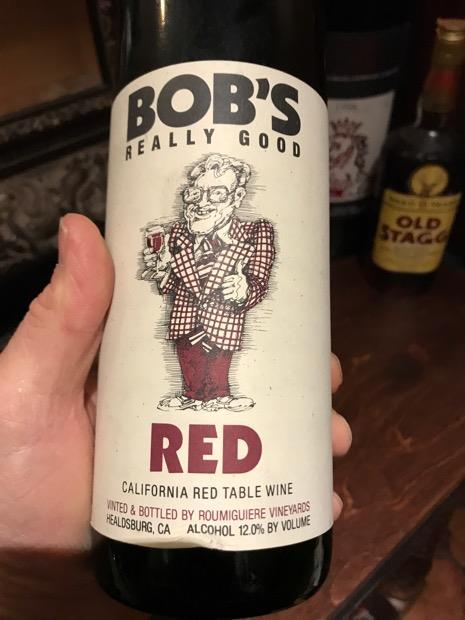 BOB'S
REALLY GOOD
RED
CALIFORNIA RED TABLE WINE
VINTED & BOTTLED BY ROUMIGUIERE VINEYARDS
HEALDSBURG, CA ALCOHOL 12.0% BY VOLUME
OLD
STAGG